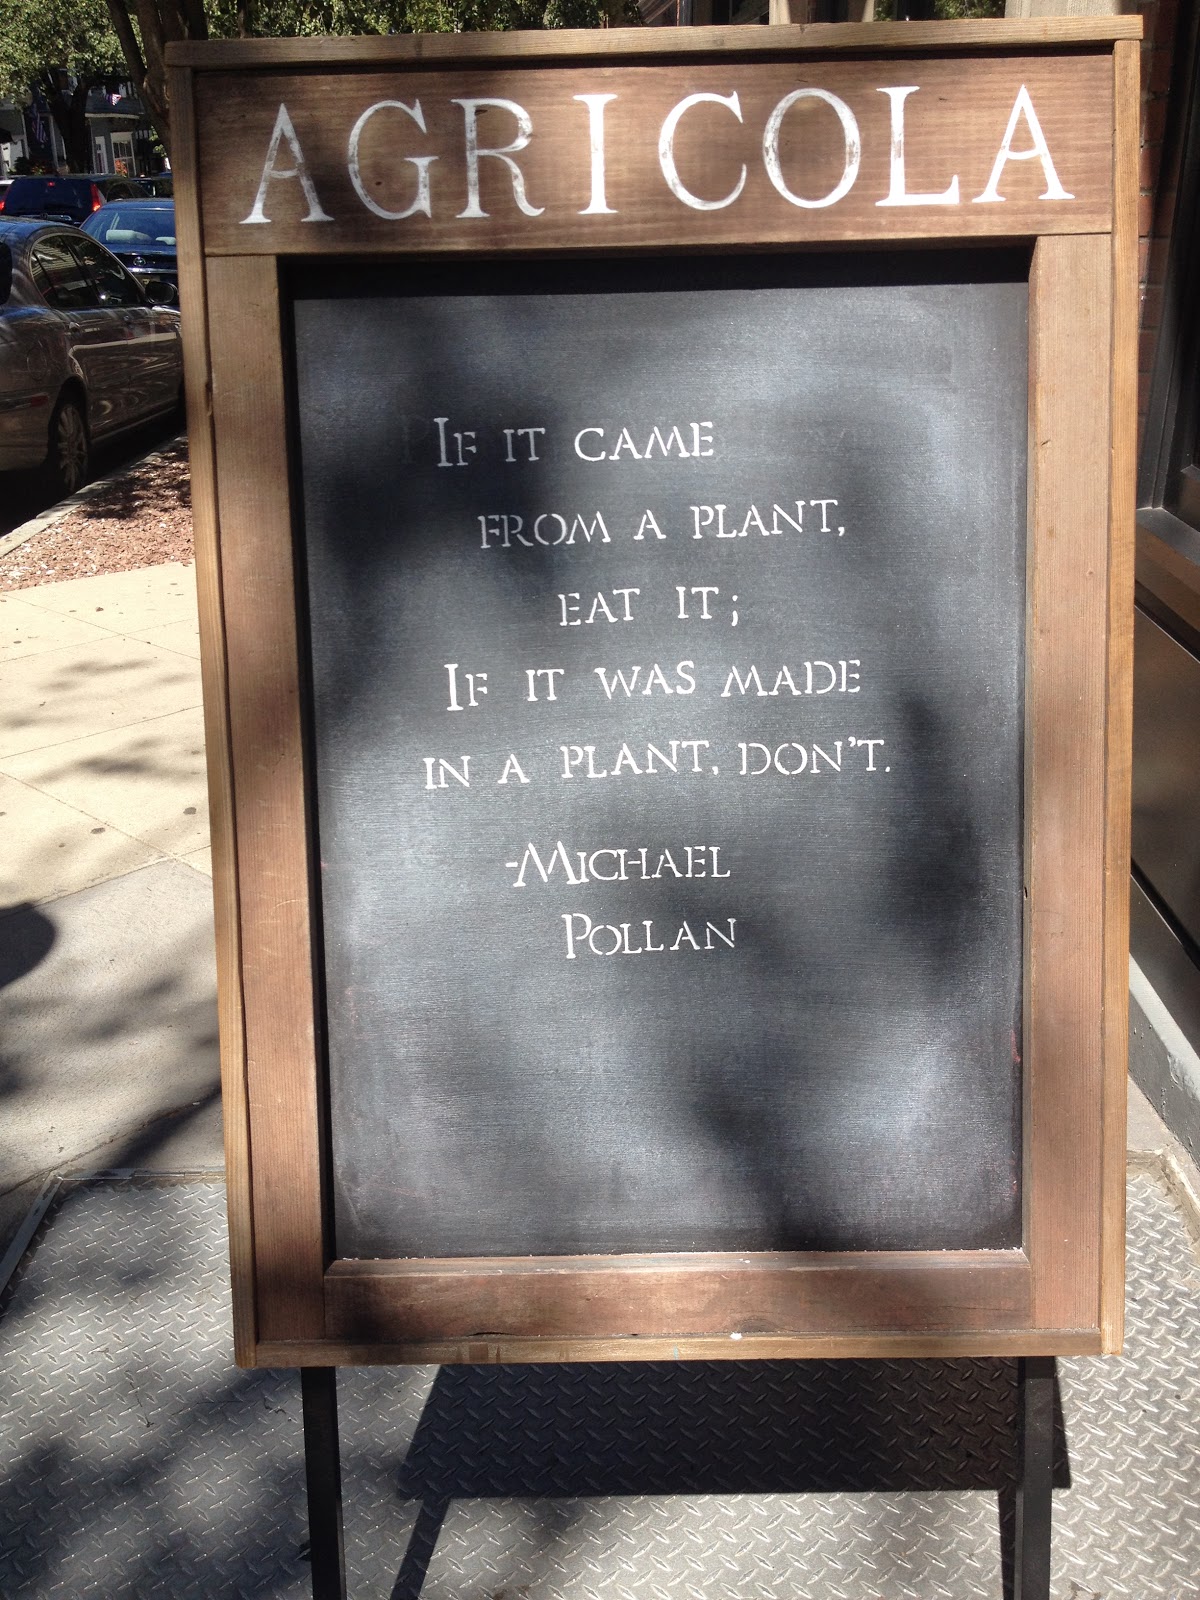 AGRICOLA
IF IT CAME
FROM A PLANT,
EAT IT;
IF IT WAS MADE
IN A PLANT, DON'T.
-MICHAEL
POLLAN